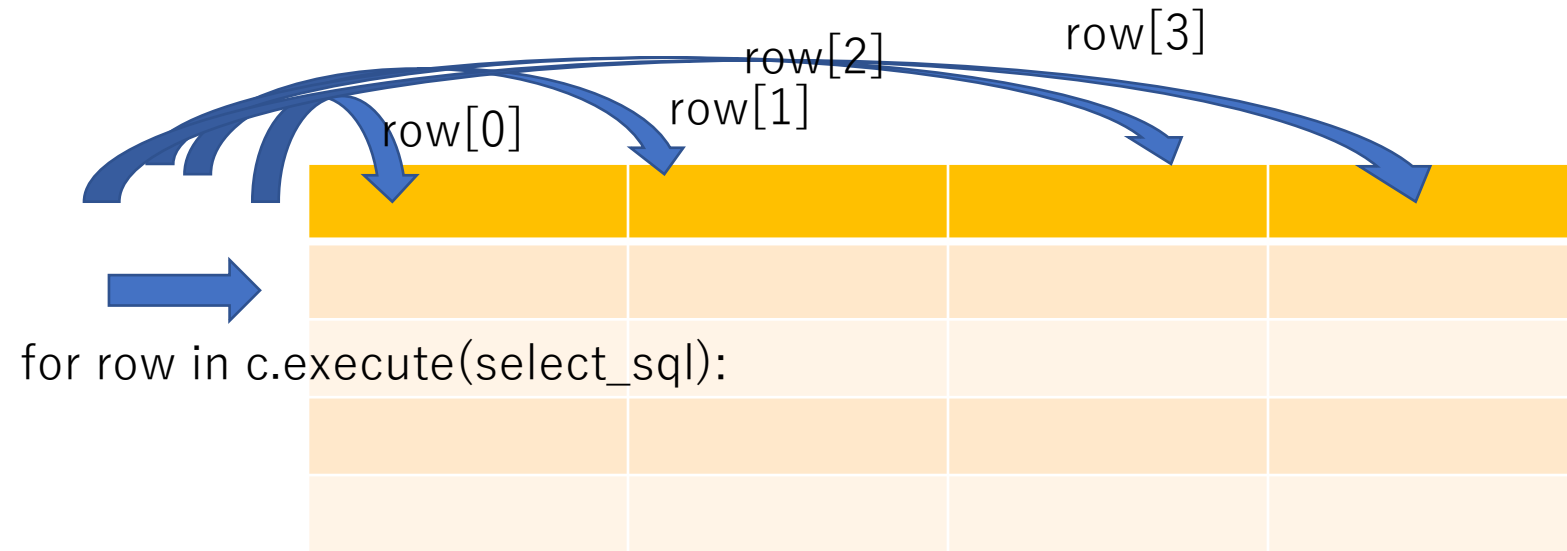 row[0]
row[1]
row[2]
row[3]
for row in c.execute(select_sql):